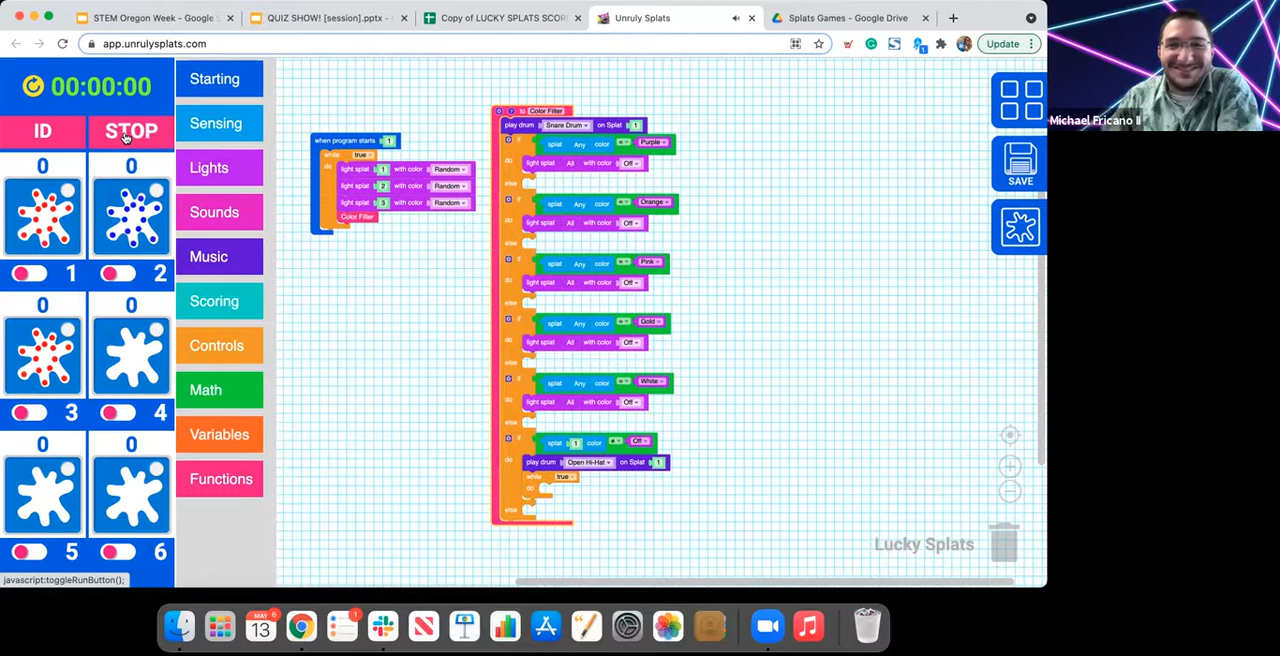 STEM Oregon Week - Google S
QUIZ SHOW! [session].pptx -
Copy of LUCKY SPLATS SCOR
Unruly Splats
Splats Games - Google Drive
app.unrulysplats.com
Update
00:00:00
ID
STOP
0
0
1
2
0
0
3
4
0
0
5
6
javascript:toggleRunButton();
Starting
Sensing
Lights
Sounds
Music
Scoring
Controls
Math
Variables
Functions
when program starts 1
while true
do light splat 1 with color Random
light splat 2 with color Random
light splat 3 with color Random
Color Filter
to Color Filter
play drum Snare Drum on Splat 1
if splat Any color = Purple
do light splat All with color Off
else
if splat Any color = Orange
do light splat All with color Off
else
if splat Any color = Pink
do light splat All with color Off
else
if splat Any color = Gold
do light splat All with color Off
else
if splat Any color = White
do light splat All with color Off
else
if splat 1 color ≠ Off
do play drum Open Hi-Hat on Splat 1
while true
do
else
SAVE
Lucky Splats
Michael Fricano II
MAY
6
13
1